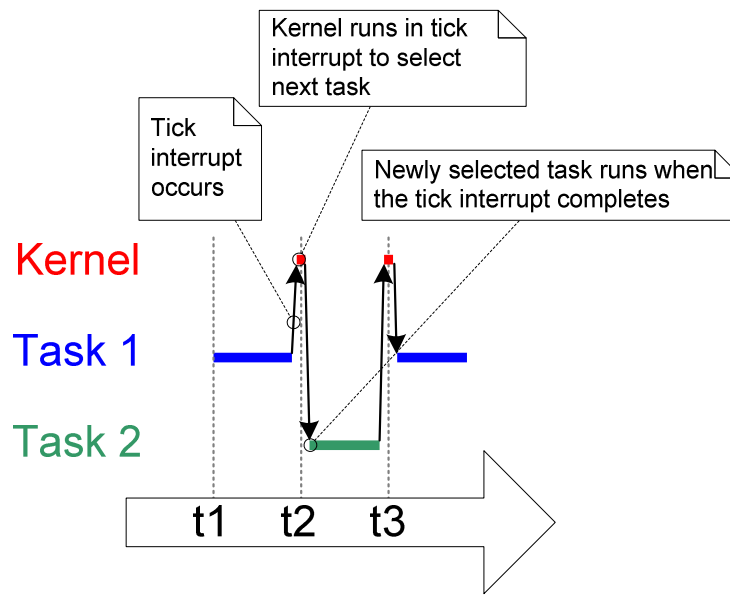 Kernel runs in tick
interrupt to select
next task
Tick
interrupt
occurs
Newly selected task runs when
the tick interrupt completes
Kernel
Task 1
Task 2
t1
t2
t3